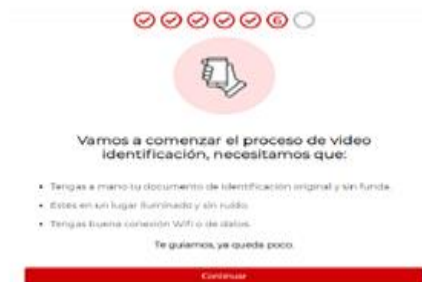 6
Vamos a comenzar el proceso de video
identificación, necesitamos que:
• Tengas a mano tu documento de identificación original y sin funda.
• Estés en un lugar iluminado y sin ruido.
• Tengas buena conexión Wifi o de datos.
Te guiamos, ya queda poco.
Continuar